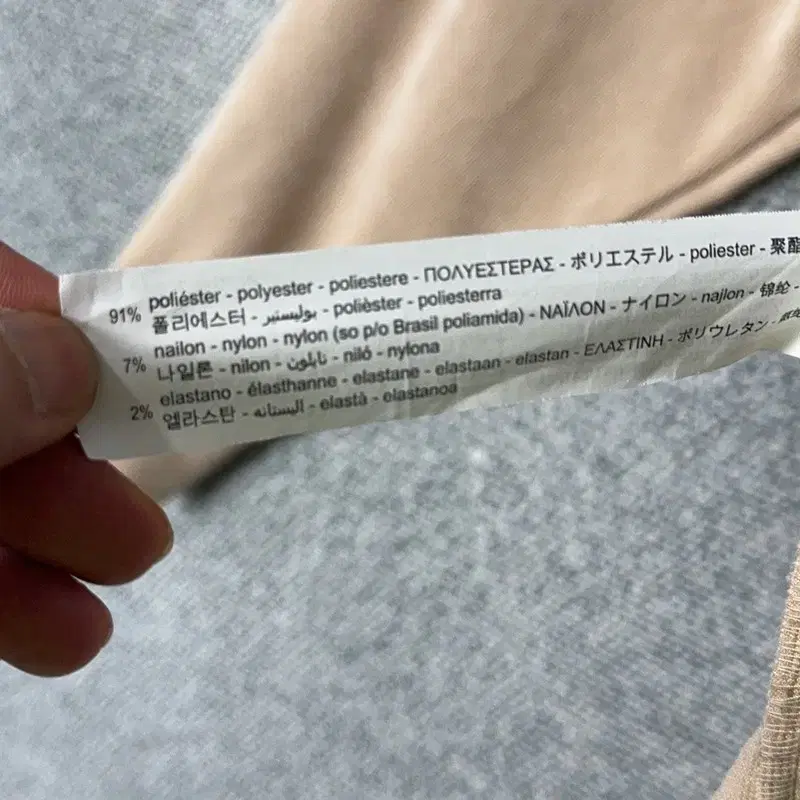 91% poliéster - polyester - poliestere - ΠΟΛΥΕΣΤΕΡΑΣ - ポリエステル - poliester - 聚酯
폴리에스터 - بوليستير - polièster - poliesterra
7% nailon - nylon - nylon (so p/o Brasil poliamida) - ΝΑΪΛΟΝ - ナイロン - najlon - 锦纶 -
나일론 - nilon - نايلون - niló - nylona
2% elastano - élasthanne - elastane - elastaan - elastan - ΕΛΑΣΤΙΝΗ - ポリウレタン -
엘라스탄 - اليستانه - elastà - elastanoa